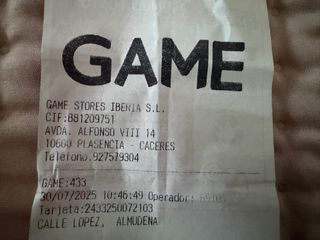 GAME
GAME STORES IBERIA S.L.
CIF:B81209751
AVDA. ALFONSO VIII 14
10600 PLASENCIA - CACERES
Telefono.927579304
GAME:433
30/07/2025 10:46:49 Operador:
Tarjeta:2433250072103
CALLE LOPEZ, ALMUDENA